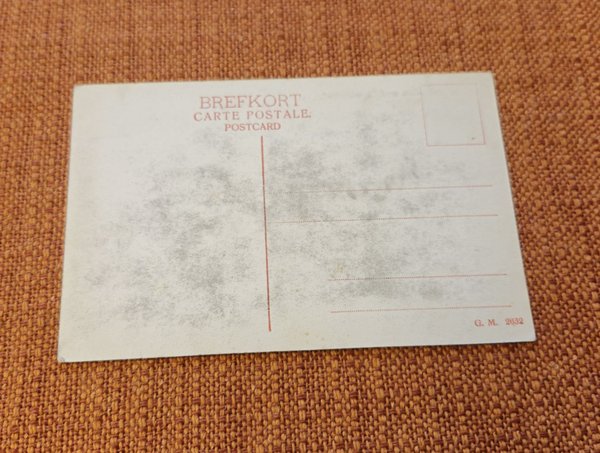 BREFKORT
CARTE POSTALE.
POSTCARD
G. M. 2632